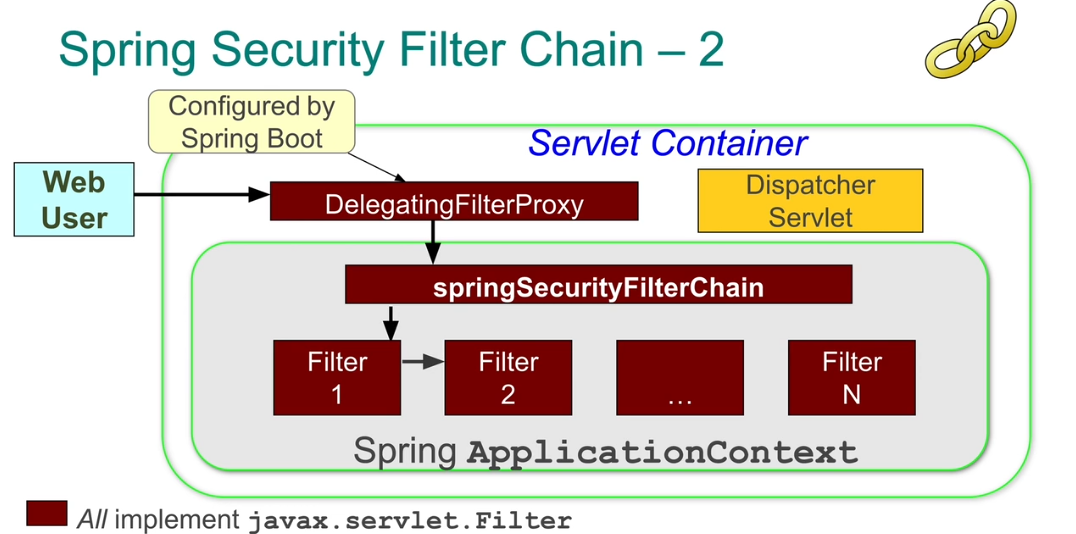 Spring Security Filter Chain – 2
Configured by
Spring Boot
Servlet Container
Web
User
DelegatingFilterProxy
Dispatcher
Servlet
springSecurityFilterChain
Filter
1
Filter
2
…
Filter
N
Spring ApplicationContext
All implement javax.servlet.Filter